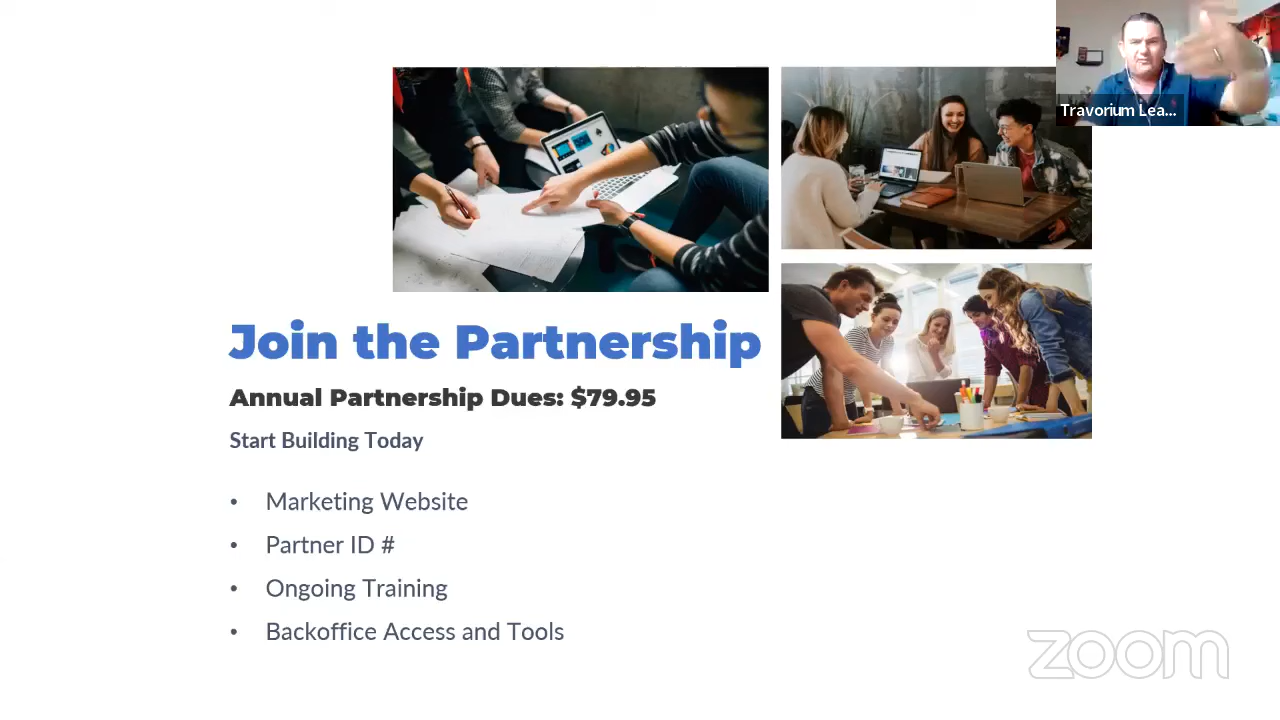 Travorium Lea...
Join the Partnership
Annual Partnership Dues: $79.95
Start Building Today
• Marketing Website
• Partner ID #
• Ongoing Training
• Backoffice Access and Tools
zoom